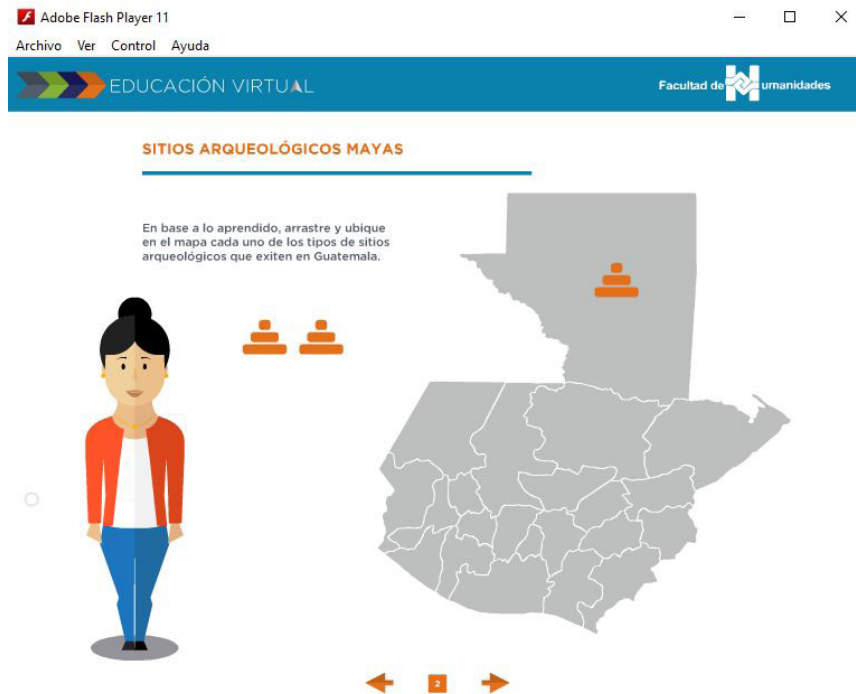 Adobe Flash Player 11
Archivo Ver Control Ayuda
EDUCACIÓN VIRTUAL
Facultad de Humanidades
SITIOS ARQUEOLÓGICOS MAYAS
En base a lo aprendido, arrastre y ubique
en el mapa cada uno de los tipos de sitios
arqueológicos que exiten en Guatemala.
2